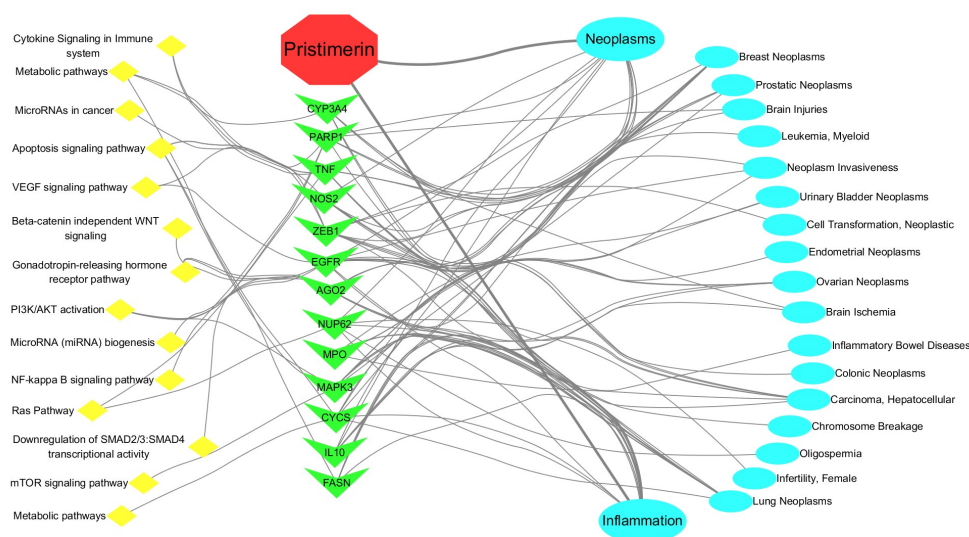 Cytokine Signaling in Immune
system
Metabolic pathways
MicroRNAs in cancer
Apoptosis signaling pathway
VEGF signaling pathway
Beta-catenin independent WNT
signaling
Gonadotropin-releasing hormone
receptor pathway
PI3K/AKT activation
MicroRNA (miRNA) biogenesis
NF-kappa B signaling pathway
Ras Pathway
Downregulation of SMAD2/3:SMAD4
transcriptional activity
mTOR signaling pathway
Metabolic pathways
Pristimerin
CYP3A4
PARP1
TNF
NOS2
ZEB1
EGFR
AGO2
NUP62
MPO
MAPK3
CYCS
IL10
FASN
Neoplasms
Breast Neoplasms
Prostatic Neoplasms
Brain Injuries
Leukemia, Myeloid
Neoplasm Invasiveness
Urinary Bladder Neoplasms
Cell Transformation, Neoplastic
Endometrial Neoplasms
Ovarian Neoplasms
Brain Ischemia
Inflammatory Bowel Diseases
Colonic Neoplasms
Carcinoma, Hepatocellular
Chromosome Breakage
Oligospermia
Infertility, Female
Lung Neoplasms
Inflammation